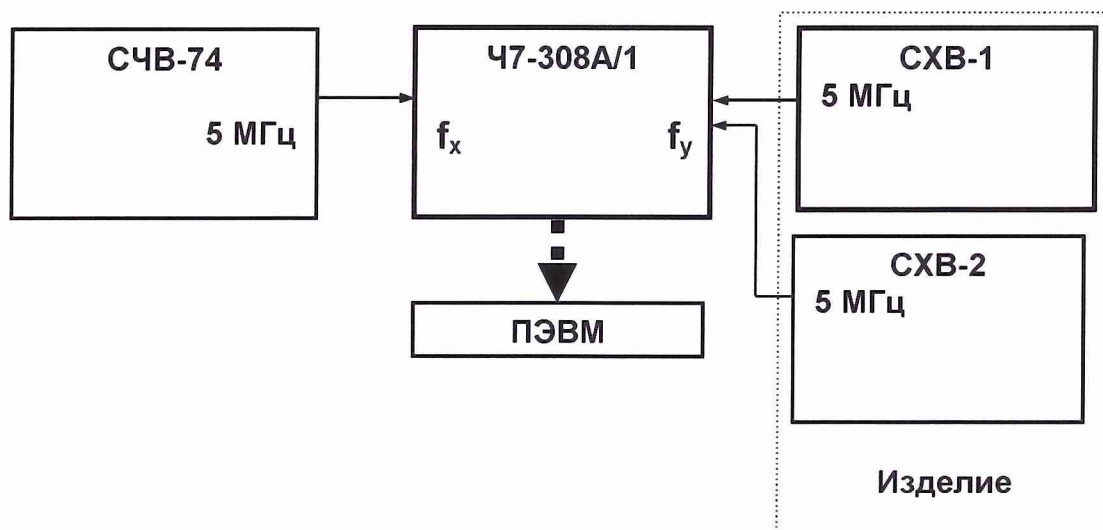 СЧВ-74
5 МГц
Ч7-308А/1
fx
fy
СХВ-1
5 МГц
СХВ-2
5 МГц
ПЭВМ
Изделие